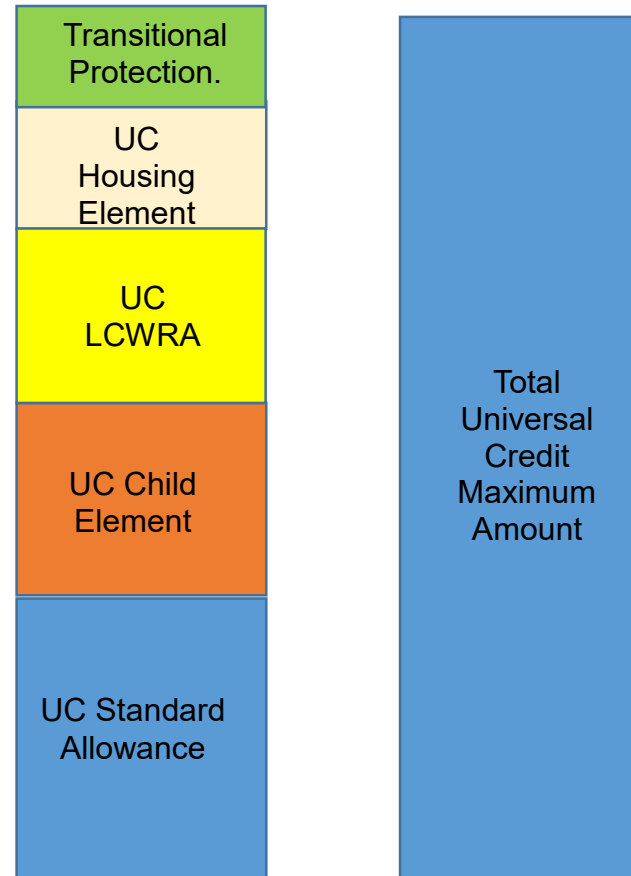 Transitional
Protection.
UC
Housing
Element
UC
LCWRA
UC Child
Element
UC Standard
Allowance
Total
Universal
Credit
Maximum
Amount